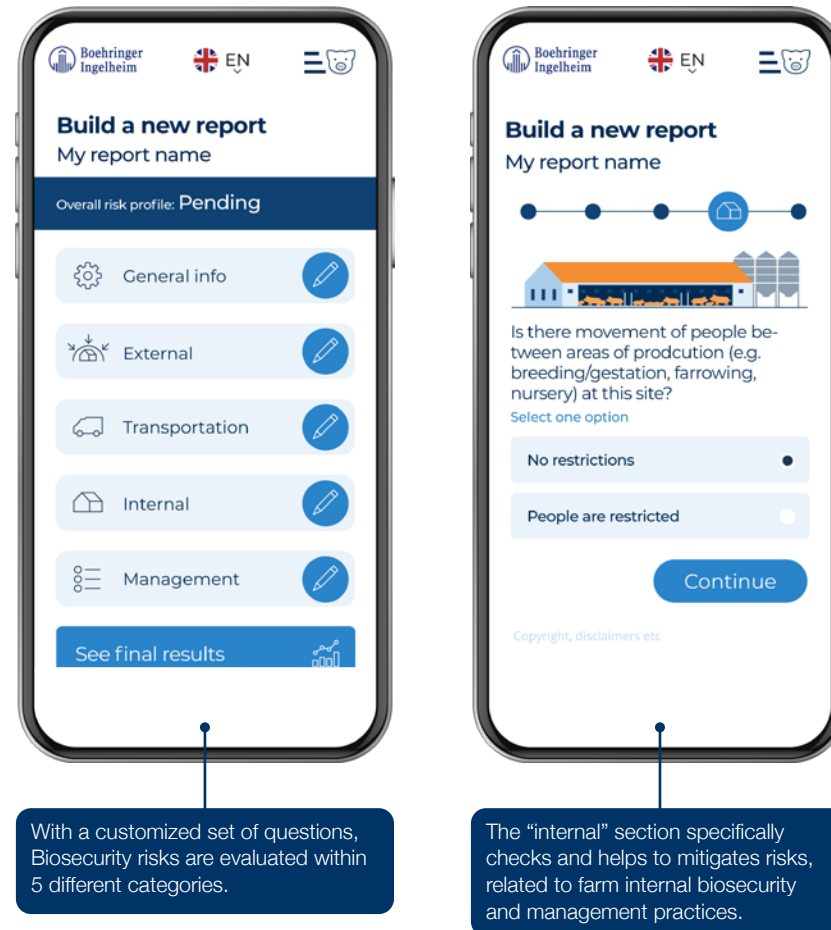 Boehringer
Ingelheim
EN
Build a new report
My report name
Overall risk profile: Pending
General info
External
Transportation
Internal
Management
See final results
With a customized set of questions,
Biosecurity risks are evaluated within
5 different categories.
Boehringer
Ingelheim
EN
Build a new report
My report name
Is there movement of people be-
tween areas of prodcution (e.g.
breeding/gestation, farrowing,
nursery) at this site?
Select one option
No restrictions
People are restricted
Continue
Copyright, disclaimers etc
The “internal” section specifically
checks and helps to mitigates risks,
related to farm internal biosecurity
and management practices.